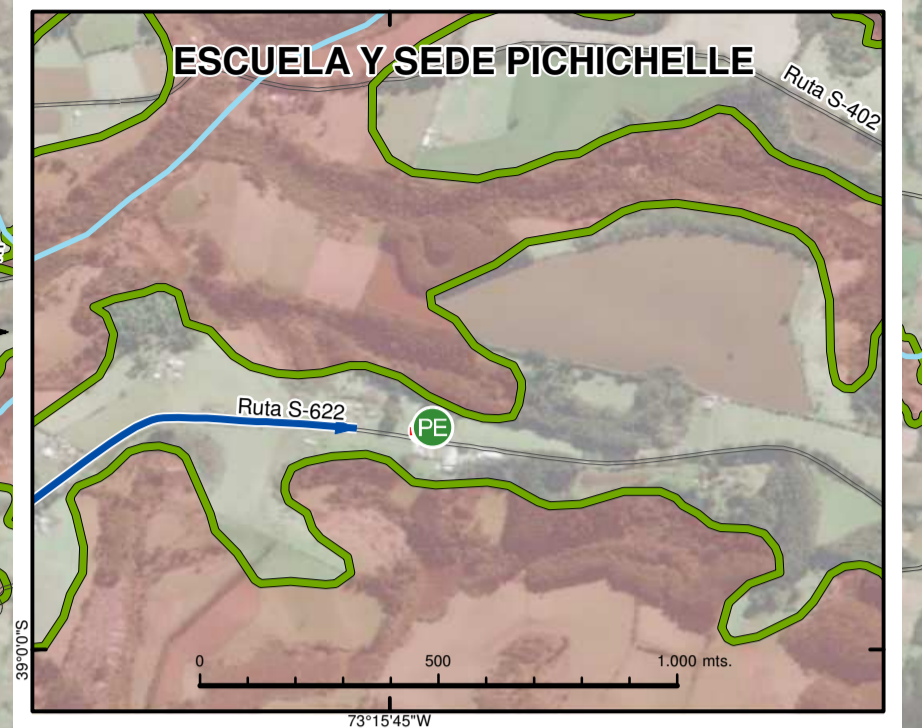 ESCUELA Y SEDE PICHICHELLE
Ruta S-402
Ruta S-622
PE
0 500 1.000 mts.
39°0'0"S
73°15'45"W